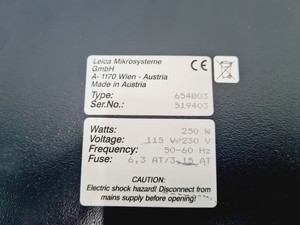 Leica Mikrosysteme
GmbH
A- 1170 Wien - Austria
Made in Austria
Type: 654803
Ser.No.: 519403
Watts: 250 W
Voltage: 115 V/230 V
Frequency: 50-60 Hz
Fuse: 6,3 AT/3,15 AT
CAUTION:
Electric shock hazard! Disconnect from
mains supply before opening!